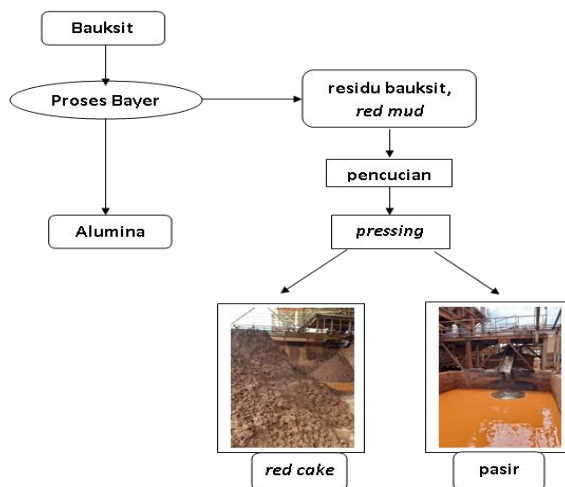 Bauksit
Proses Bayer
residu bauksit,
red mud
pencucian
Alumina
pressing
red cake
pasir